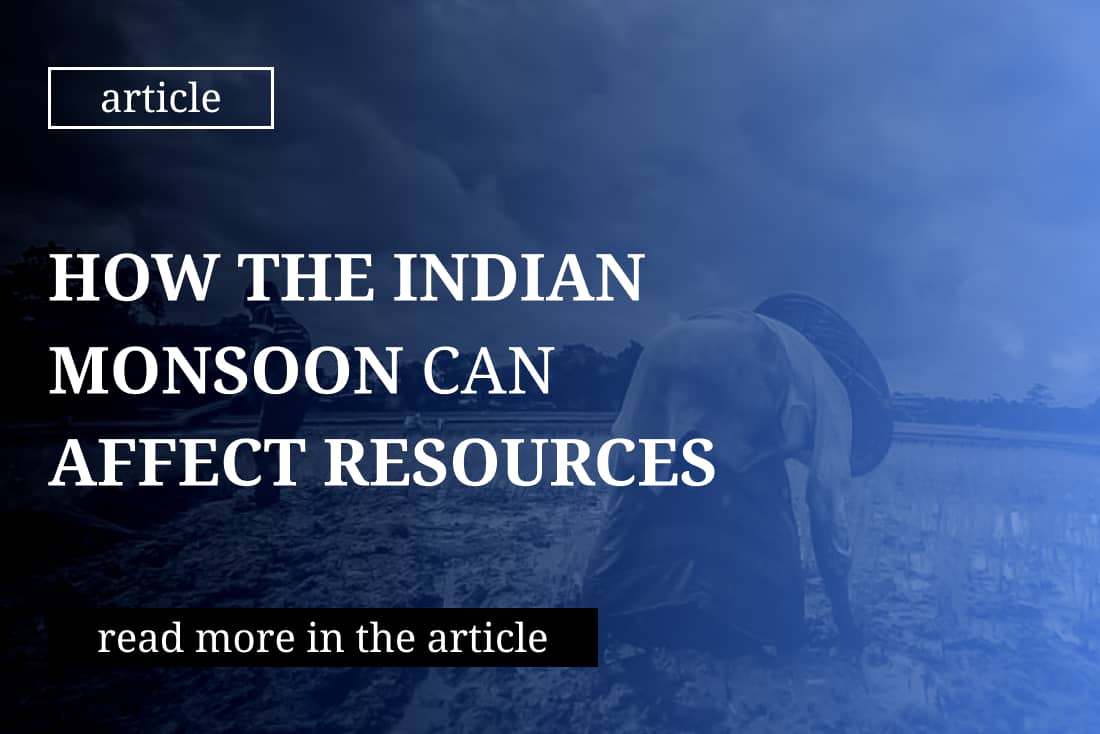 article
HOW THE INDIAN
MONSOON CAN
AFFECT RESOURCES
read more in the article